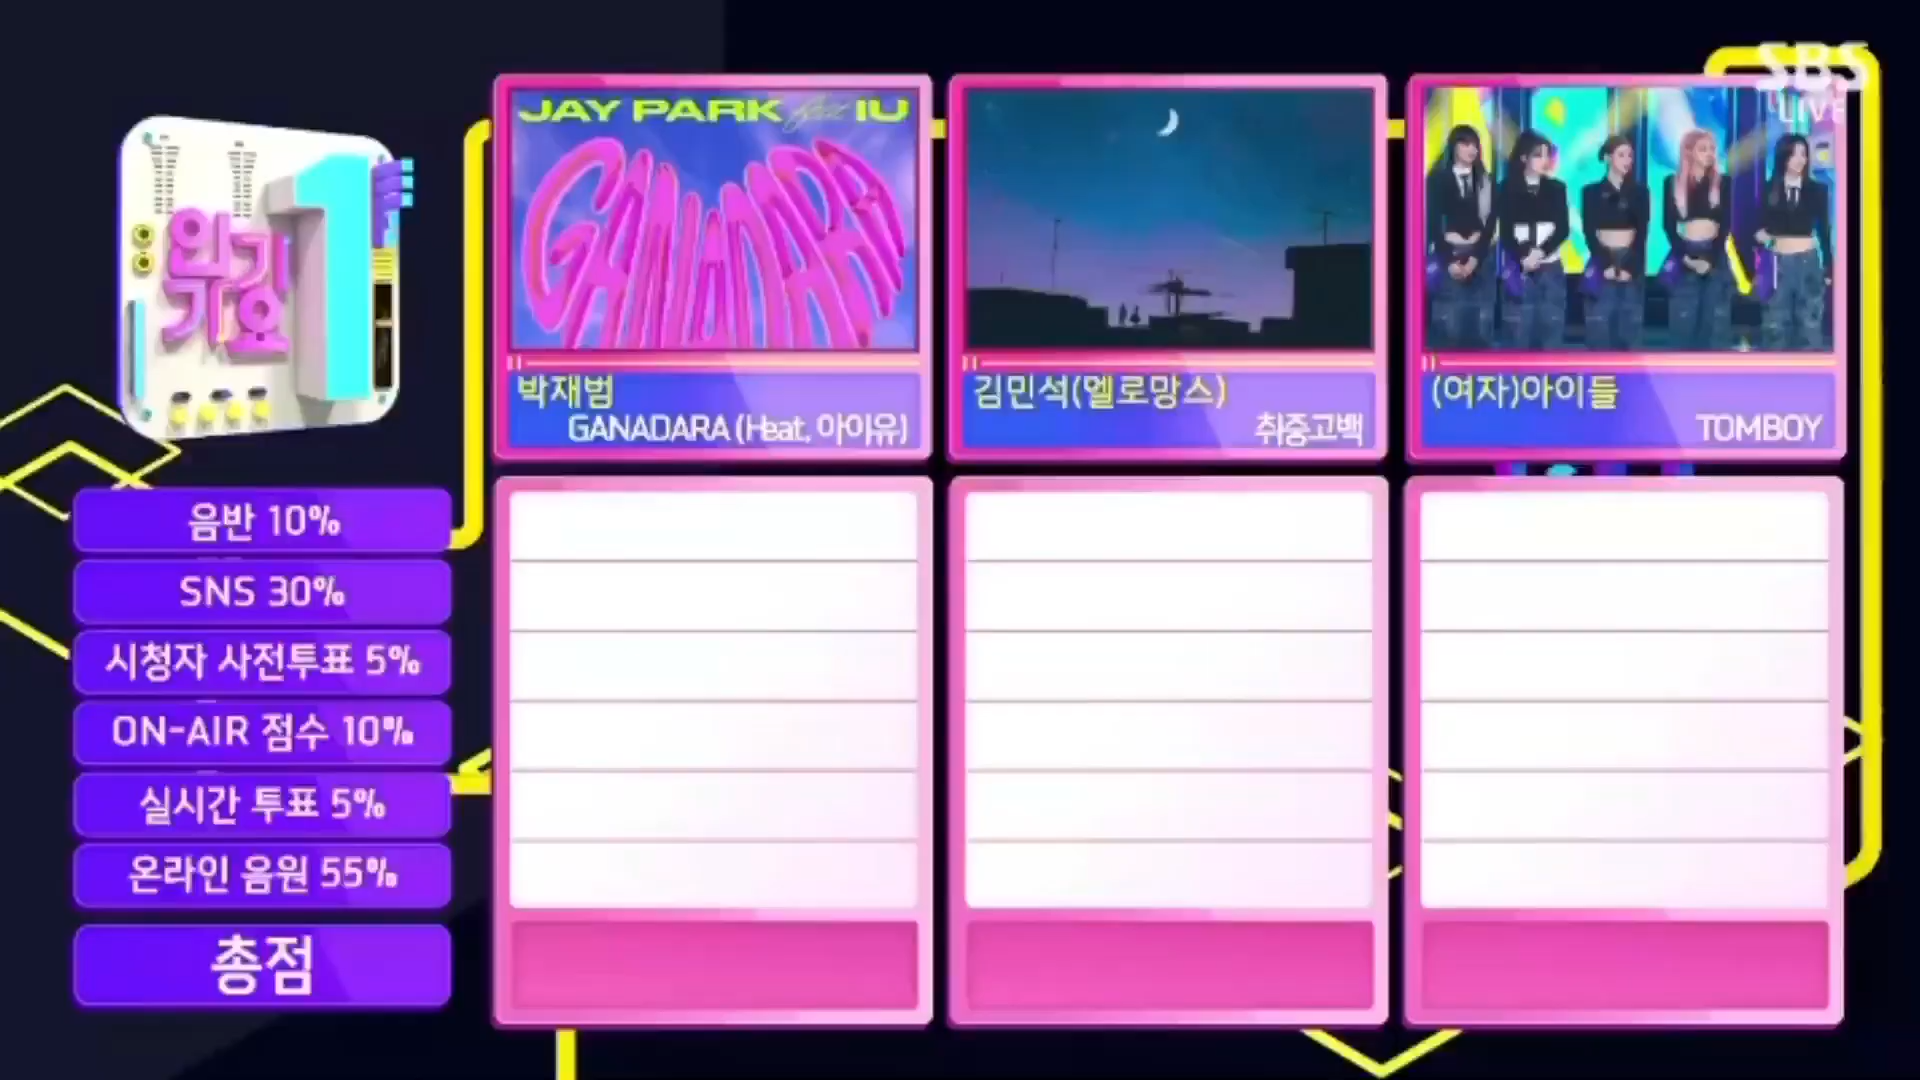 SBS
LIVE
인기
가요
1
JAY PARK feat. IU
GANADARA
박재범
GANADARA (Heat. 아이유)
김민석(멜로망스)
취중고백
(여자)아이들
TOMBOY
음반 10%
SNS 30%
시청자 사전투표 5%
ON-AIR 점수 10%
실시간 투표 5%
온라인 음원 55%
총점